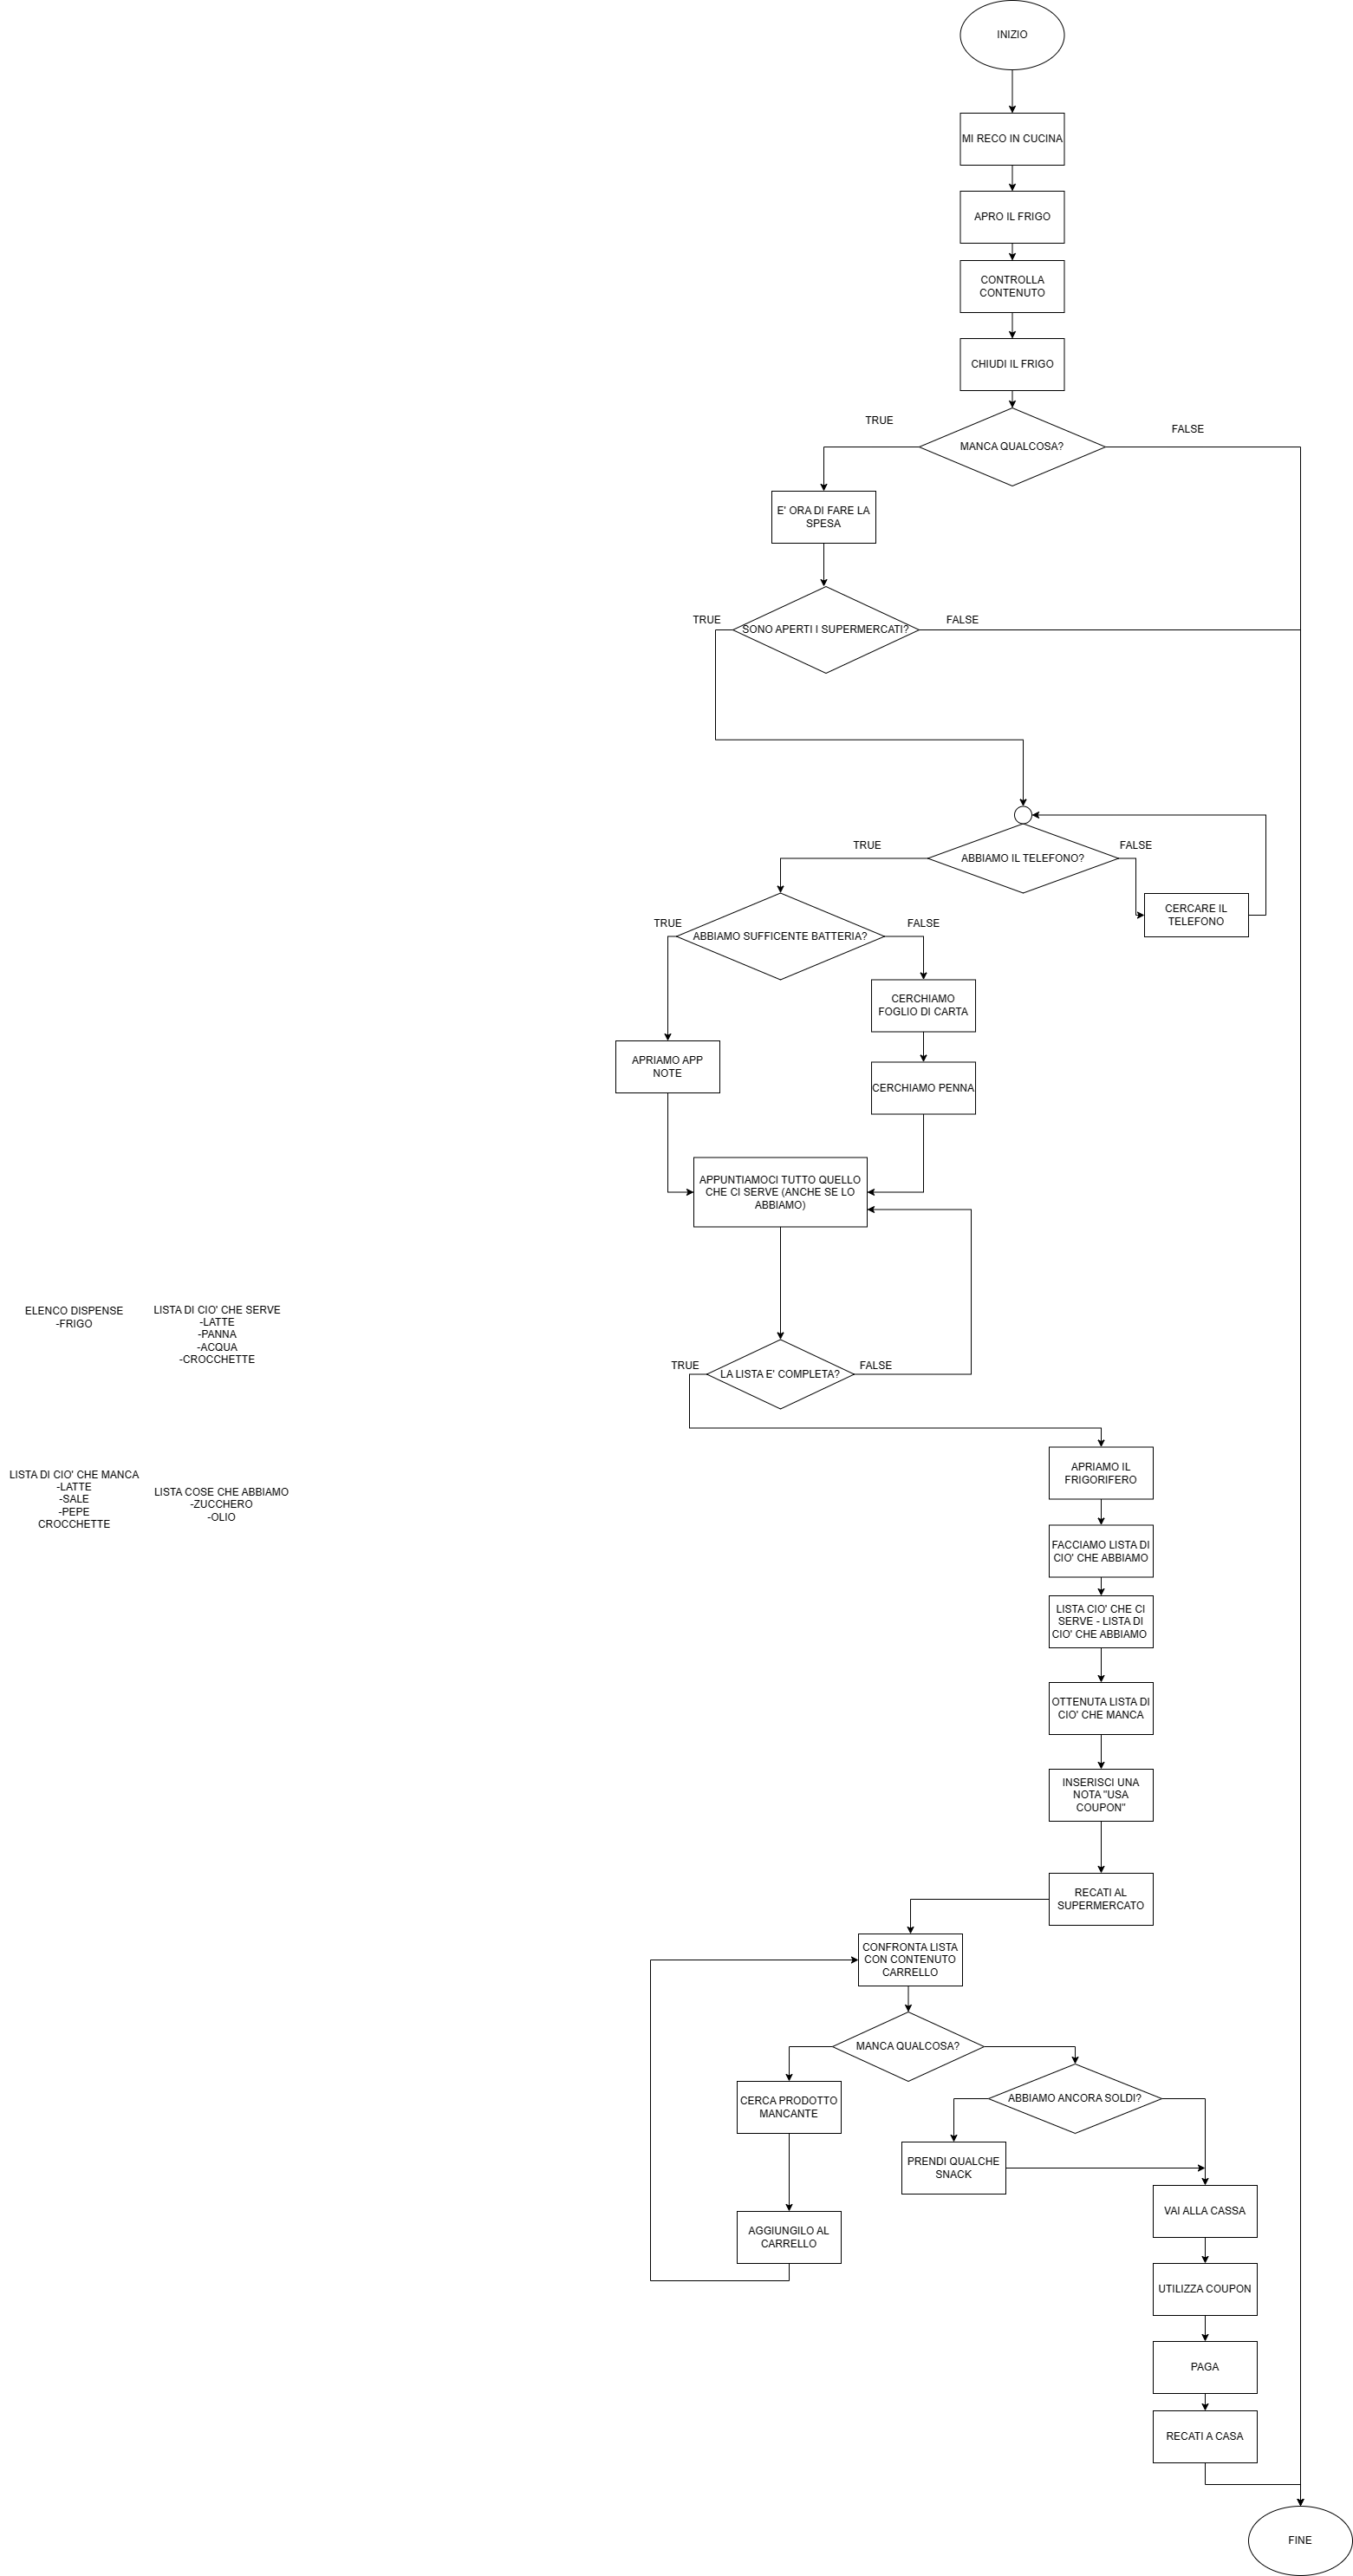 INIZIO
MI RECO IN CUCINA
APRO IL FRIGO
CONTROLLA
CONTENUTO
CHIUDI IL FRIGO
TRUE
MANCA QUALCOSA?
FALSE
E' ORA DI FARE LA
SPESA
TRUE
SONO APERTI I SUPERMERCATI?
FALSE
TRUE
ABBIAMO IL TELEFONO?
FALSE
CERCARE IL
TELEFONO
TRUE
ABBIAMO SUFFICENTE BATTERIA?
FALSE
CERCHIAMO
FOGLIO DI CARTA
APRIAMO APP
NOTE
CERCHIAMO PENNA
APPUNTIAMOCI TUTTO QUELLO
CHE CI SERVE (ANCHE SE LO
ABBIAMO)
ELENCO DISPENSE
-FRIGO
LISTA DI CIO' CHE SERVE
-LATTE
-PANNA
-ACQUA
-CROCCHETTE
TRUE
LA LISTA E' COMPLETA?
FALSE
APRIAMO IL
FRIGORIFERO
LISTA DI CIO' CHE MANCA
-LATTE
-SALE
-PEPE
CROCCHETTE
LISTA COSE CHE ABBIAMO
-ZUCCHERO
-OLIO
FACCIAMO LISTA DI
CIO' CHE ABBIAMO
LISTA CIO' CHE CI
SERVE - LISTA DI
CIO' CHE ABBIAMO
OTTENUTA LISTA DI
CIO' CHE MANCA
INSERISCI UNA
NOTA "USA
COUPON"
RECATI AL
SUPERMERCATO
CONFRONTA LISTA
CON CONTENUTO
CARRELLO
MANCA QUALCOSA?
CERCA PRODOTTO
MANCANTE
ABBIAMO ANCORA SOLDI?
PRENDI QUALCHE
SNACK
AGGIUNGILO AL
CARRELLO
VAI ALLA CASSA
UTILIZZA COUPON
PAGA
RECATI A CASA
FINE